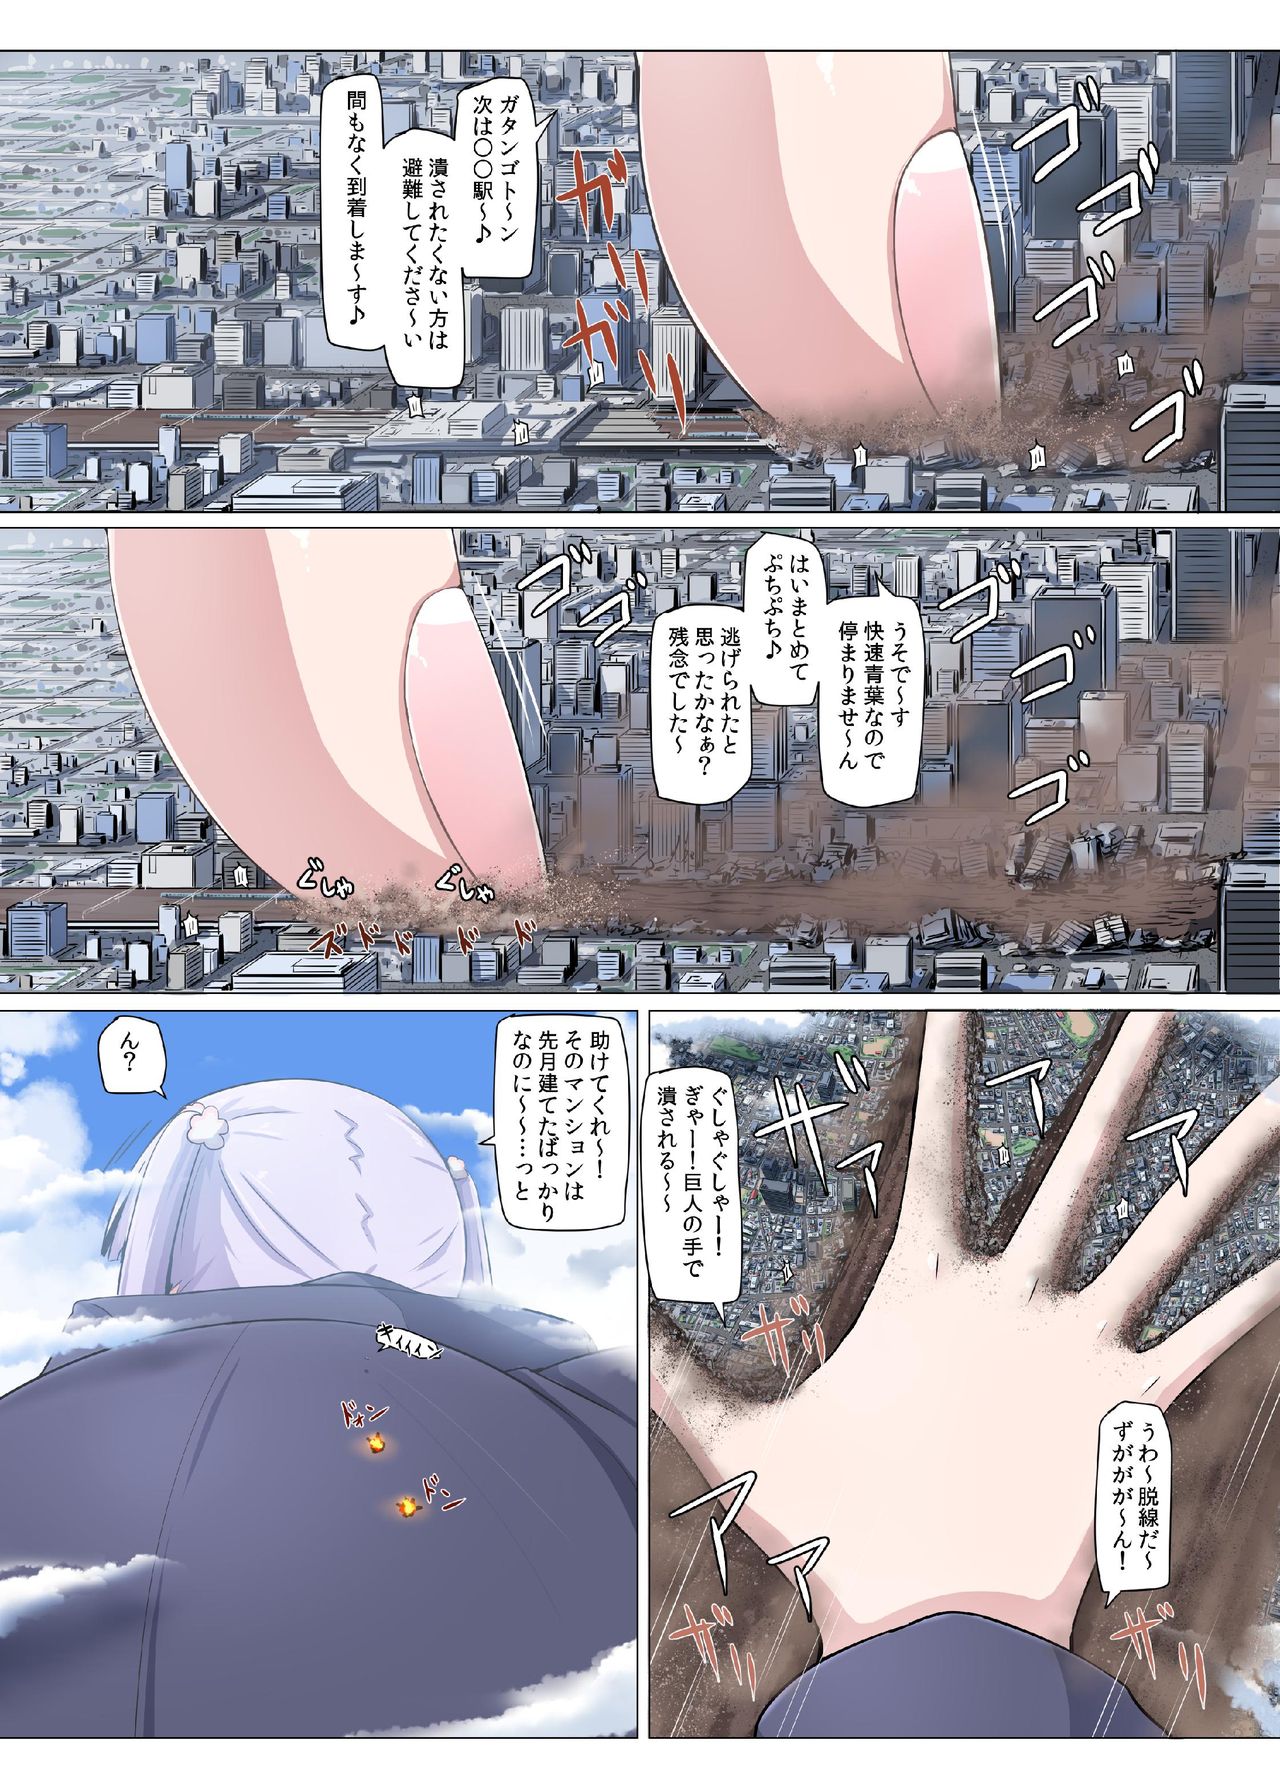 ガタンゴト～ン
次は〇〇駅～♪
潰されたくない方は
避難してくださ～い
間もなく到着しま～す♪
ガ
ガ
ガリ
ゴゴゴゴ
うそで～す
快速青葉なので
停まりませ～ん
はいまとめて
ぷちぷち♪
逃げられたと
思ったかなぁ？
残念でした～
ゴゴゴ
ゴゴゴ
ぐしゃ
ぐしゃ
ズドドドド
ぐしゃぐしゃー！
ぎゃー！巨人の手で
潰される～～
うわ～脱線だ～
ずががが～ん！
ァァァ
ザリ
ザリ
ァァァ
ザリ
助けてくれ～！
そのマンションは
先月建てたばっかり
なのに～～…っと
ん？
キィィィン
ドォン
ドン